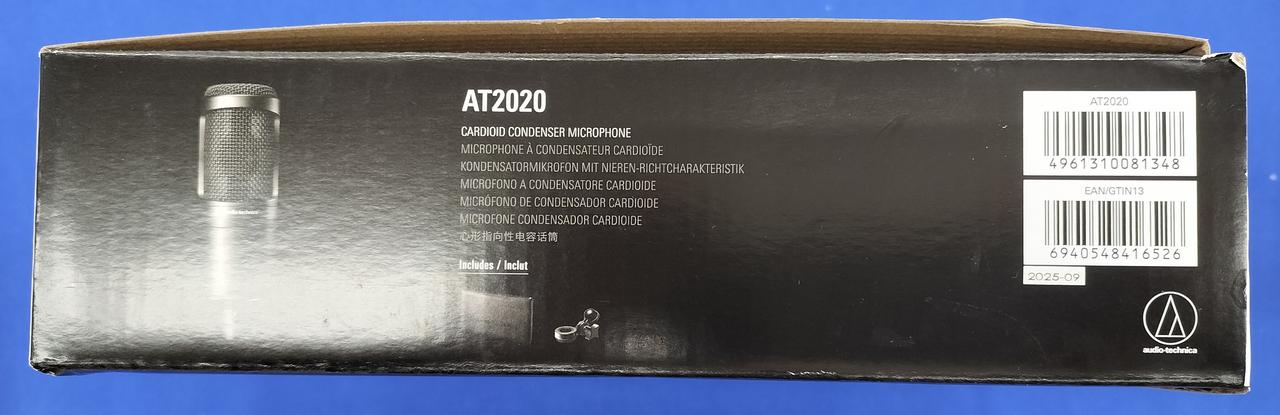 AT2020
CARDIOID CONDENSER MICROPHONE
MICROPHONE À CONDENSATEUR CARDIOÏDE
KONDENSATORMIKROFON MIT NIEREN-RICHTCHARAKTERISTIK
MICROFONO A CONDENSATORE CARDIOIDE
MICRÓFONO DE CONDENSADOR CARDIOIDE
MICROFONE CONDENSADOR CARDIOIDE
心形指向性电容话筒
Includes / Inclut
AT2020
4961310081348
EAN/GTIN13
6940548416526
2025-09
audio-technica
audio-technica